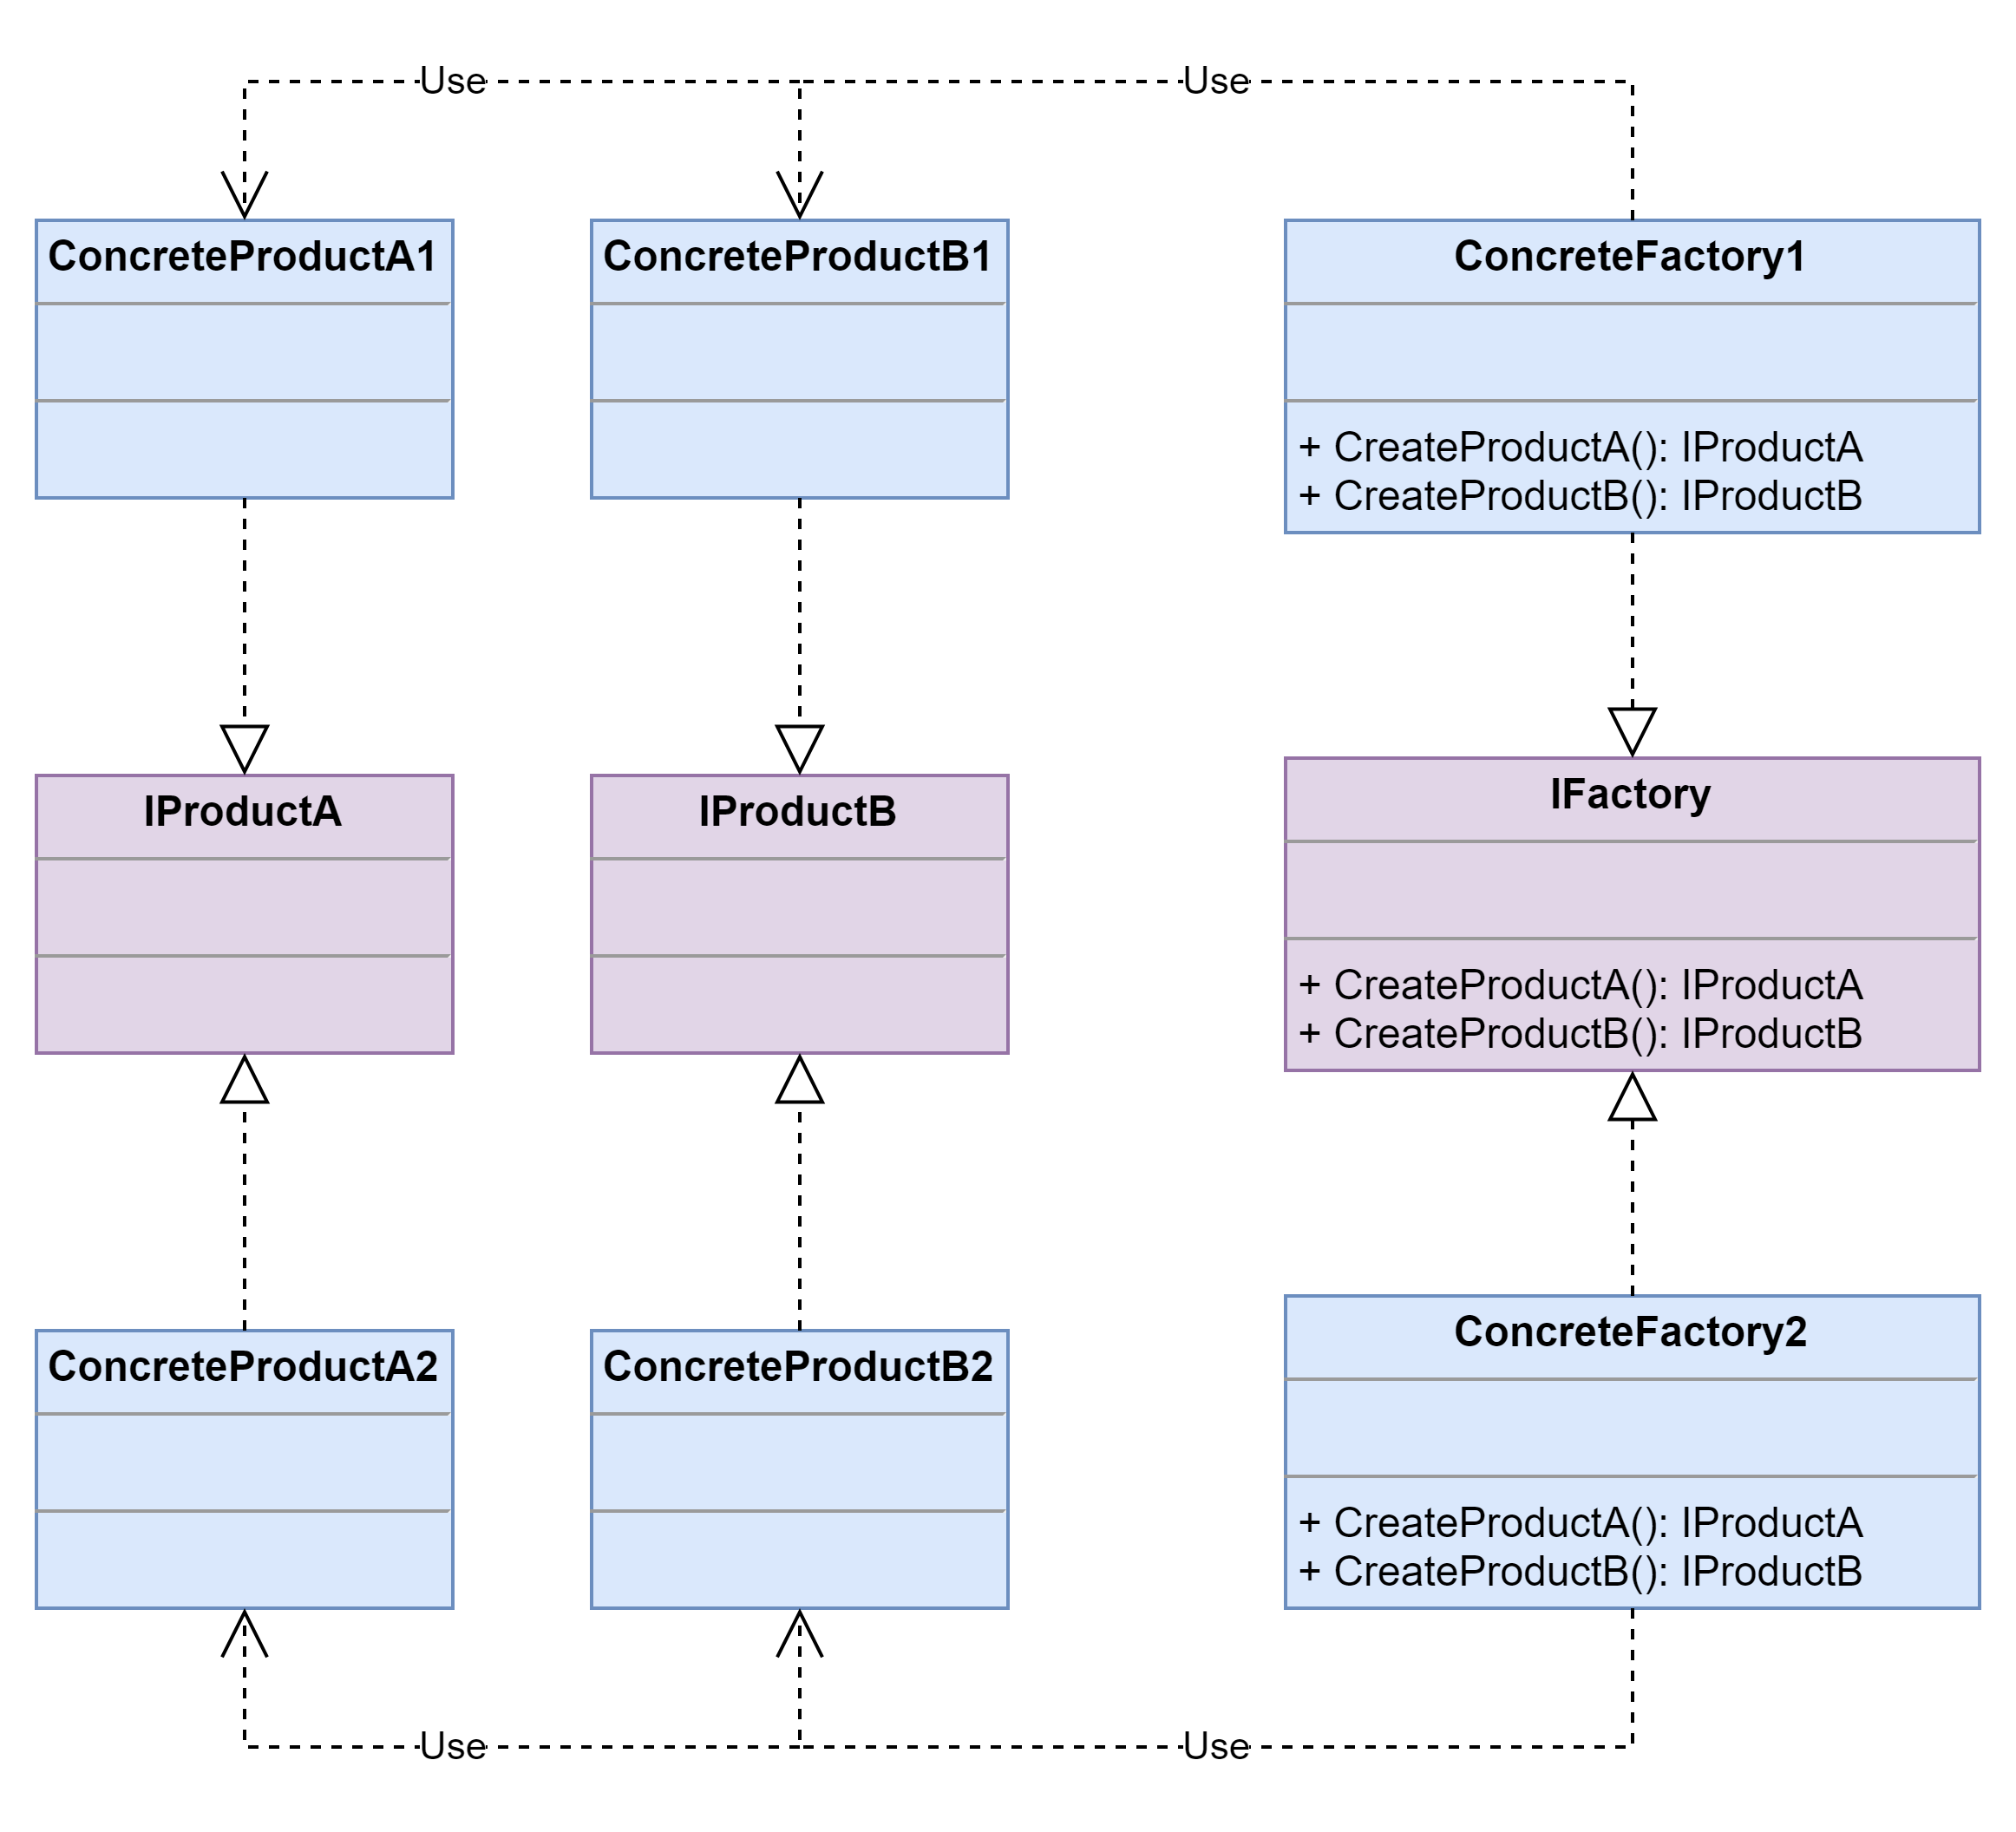 Use
Use
ConcreteProductA1
ConcreteProductB1
ConcreteFactory1
+ CreateProductA(): IProductA
+ CreateProductB(): IProductB
IProductA
IProductB
IFactory
+ CreateProductA(): IProductA
+ CreateProductB(): IProductB
ConcreteProductA2
ConcreteProductB2
ConcreteFactory2
+ CreateProductA(): IProductA
+ CreateProductB(): IProductB
Use
Use